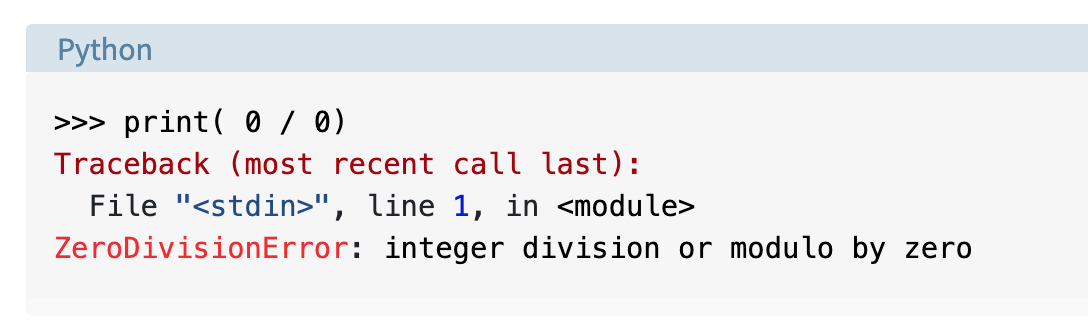 Python
>>> print( 0 / 0)
Traceback (most recent call last):
  File "<stdin>", line 1, in <module>
ZeroDivisionError: integer division or modulo by zero